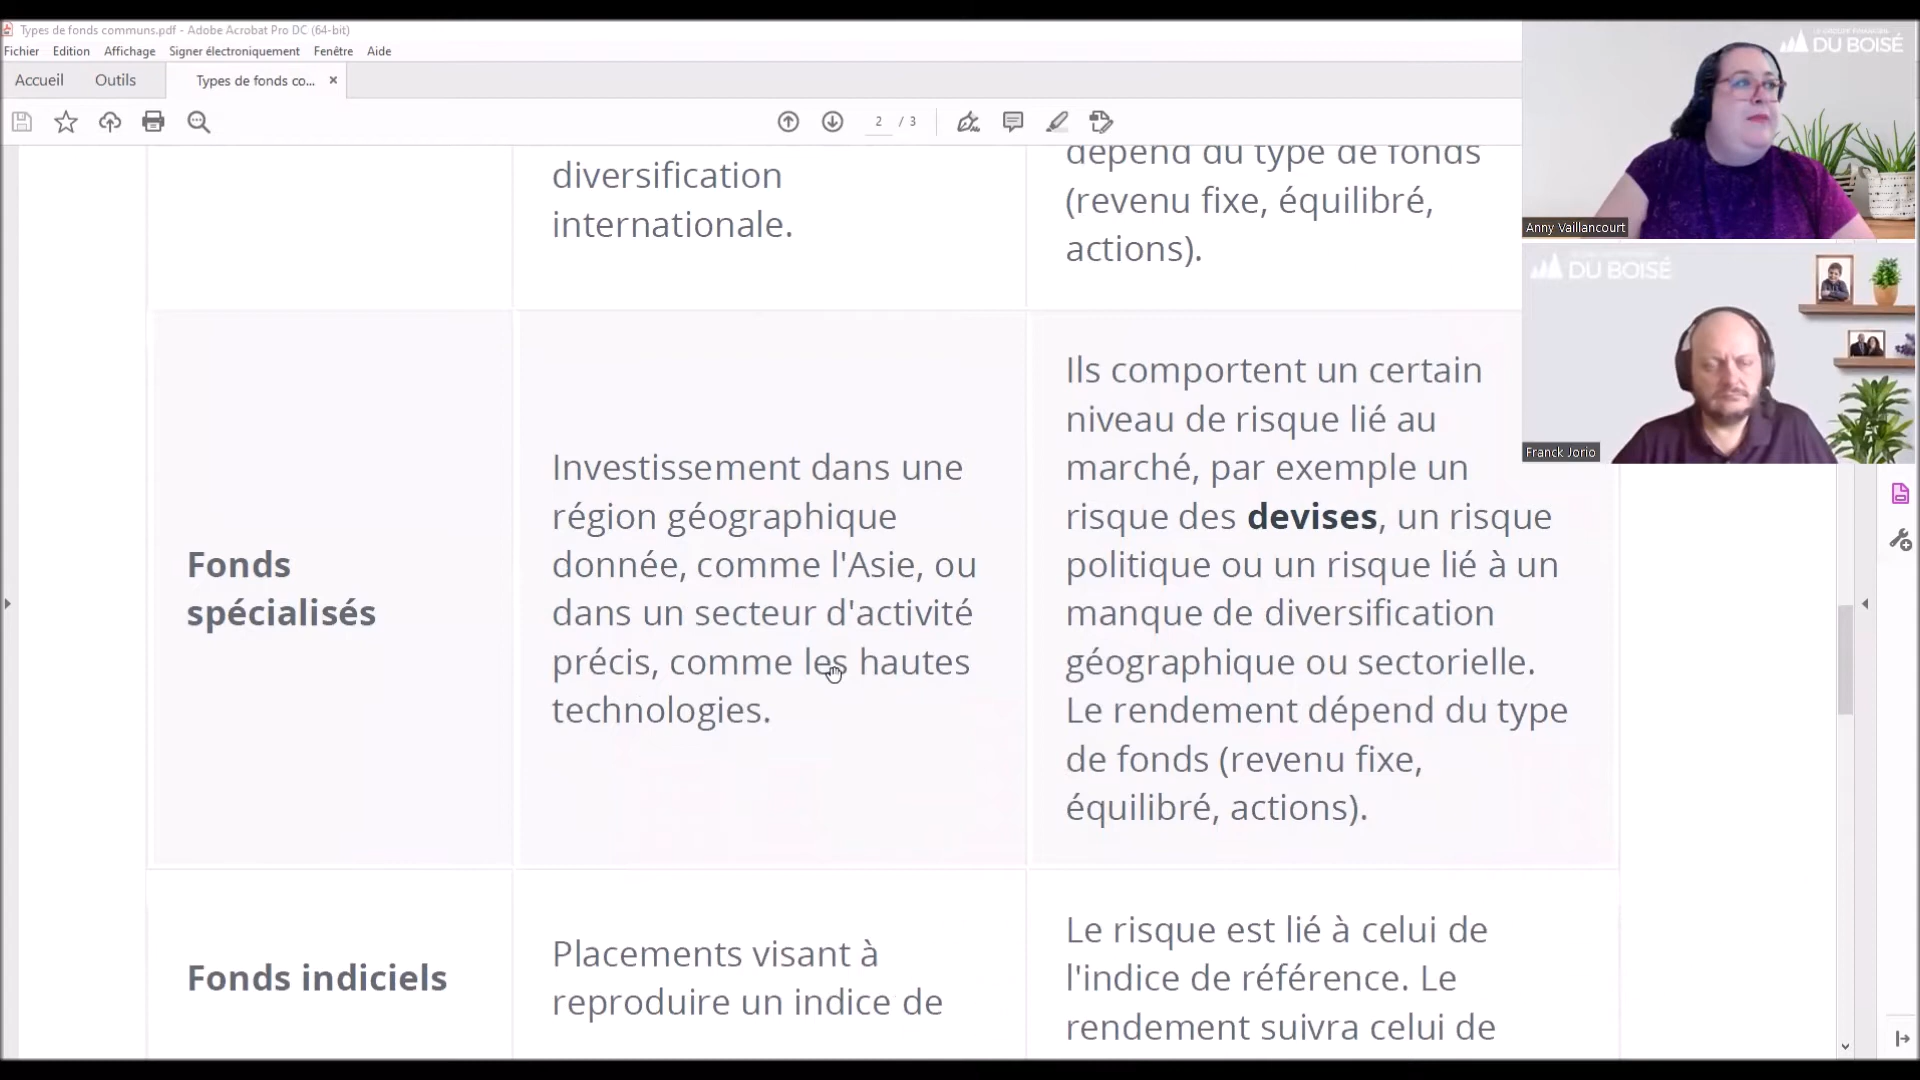 Types de fonds communs.pdf - Adobe Acrobat Pro DC (64-bit)
Fichier Edition Affichage Signer électroniquement Fenêtre Aide
Accueil Outils Types de fonds co... ×
2 / 3
diversification
internationale.
dépend du type de fonds
(revenu fixe, équilibré,
actions).
Fonds
spécialisés
Investissement dans une
région géographique
donnée, comme l'Asie, ou
dans un secteur d'activité
précis, comme les hautes
technologies.
Ils comportent un certain
niveau de risque lié au
marché, par exemple un
risque des devises, un risque
politique ou un risque lié à un
manque de diversification
géographique ou sectorielle.
Le rendement dépend du type
de fonds (revenu fixe,
équilibré, actions).
Fonds indiciels
Placements visant à
reproduire un indice de
Le risque est lié à celui de
l'indice de référence. Le
rendement suivra celui de
DU BOISÉ
Anny Vaillancourt
DU BOISÉ
Franck Jorio